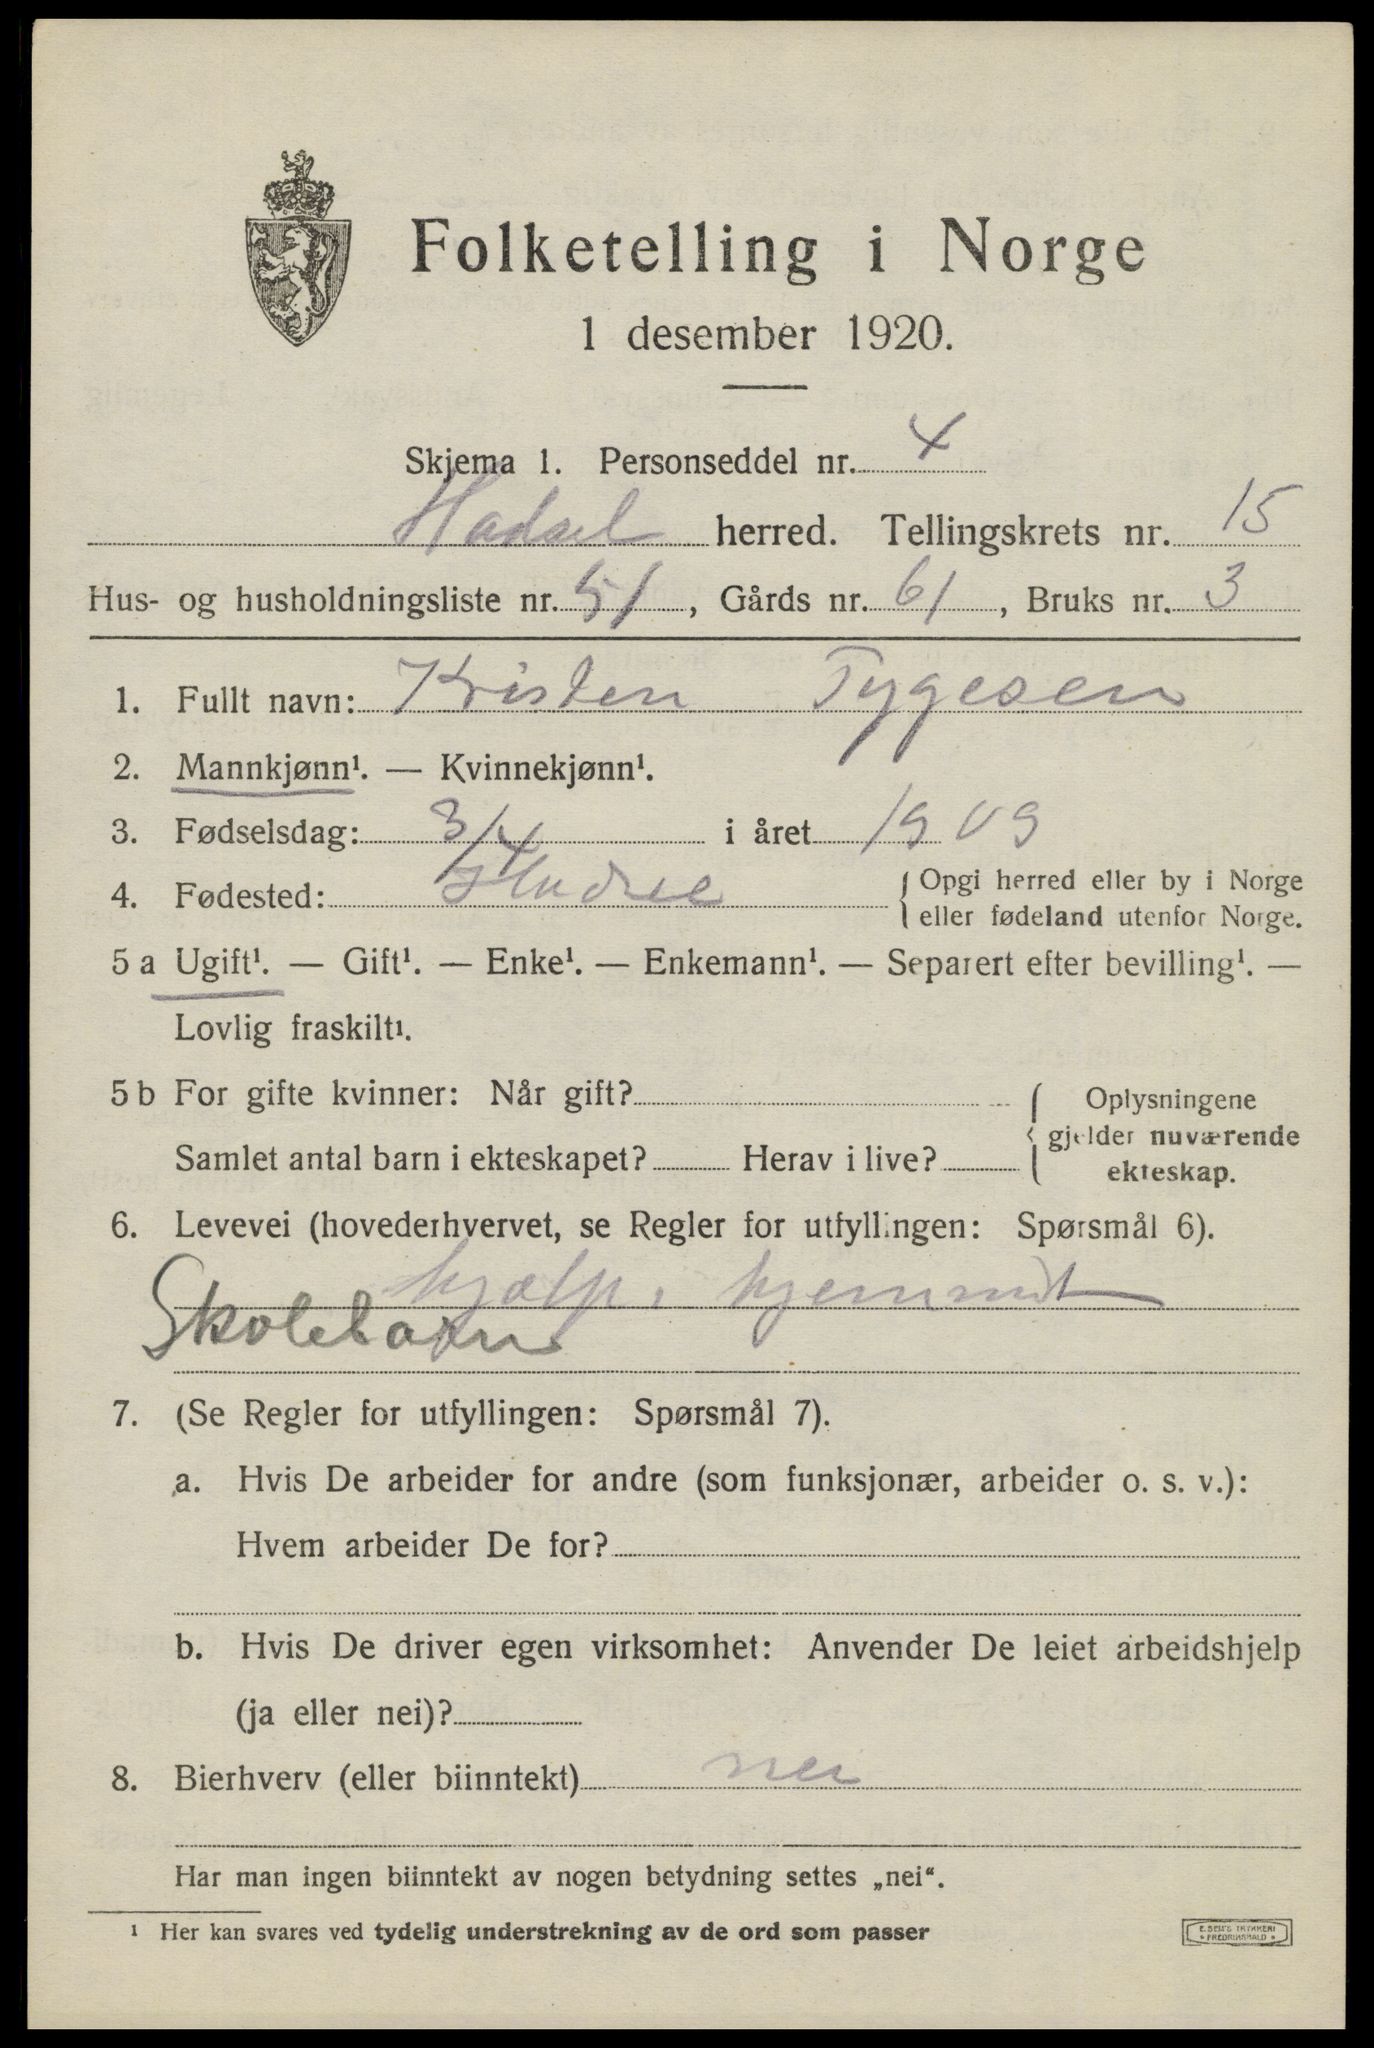 Folketelling i Norge
1 desember 1920.
Skjema 1. Personseddel nr. 4
Hadsel herred. Tellingskrets nr. 15
Hus- og husholdningsliste nr. 51, Gårds nr. 61, Bruks nr. 3
1. Fullt navn: Kristen Tygesen
2. Mannkjønn¹. — Kvinnekjønn¹.
3. Fødselsdag: 3/4 i året 1909
4. Fødested: { Opgi herred eller by i Norge
eller fødeland utenfor Norge.
5 a Ugift¹. — Gift¹. — Enke¹. — Enkemann¹. — Separert efter bevilling¹. —
Lovlig fraskilt¹.
5 b For gifte kvinner: Når gift? { Oplysningene
gjelder nuværende
Samlet antal barn i ekteskapet? Herav i live?
ekteskap.
6. Levevei (hovederhvervet, se Regler for utfyllingen: Spørsmål 6).
hjælp. hjemmet
Skolebarn
7. (Se Regler for utfyllingen: Spørsmål 7).
a. Hvis De arbeider for andre (som funksjonær, arbeider o. s. v.):
Hvem arbeider De for?
b. Hvis De driver egen virksomhet: Anvender De leiet arbeidshjelp
(ja eller nei)?
8. Bierhverv (eller biinntekt) nei
Har man ingen biinntekt av nogen betydning settes „nei“.
¹ Her kan svares ved tydelig understrekning av de ord som passer
E. SEM'S TRYKKERI
FREDRIKSHALD